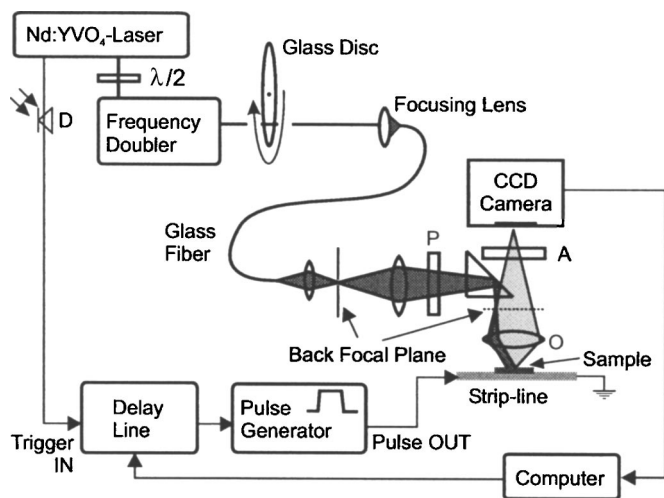 Nd:YVO₄-Laser
λ/2
Glass Disc
D
Frequency
Doubler
Focusing Lens
CCD
Camera
Glass
Fiber
P
A
Back Focal Plane
O
Sample
Strip-line
Delay
Line
Pulse
Generator
Trigger
IN
Pulse OUT
Computer